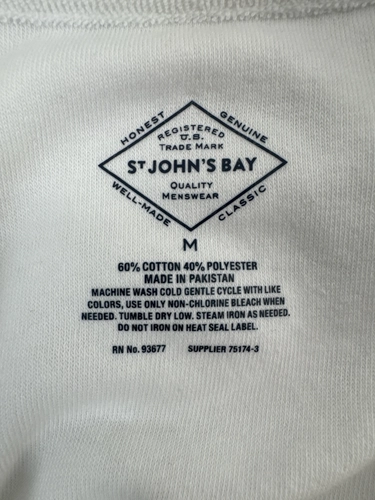 HONEST
GENUINE
REGISTERED
U.S.
TRADE MARK
ST JOHN'S BAY
QUALITY
MENSWEAR
WELL-MADE
CLASSIC
M
60% COTTON 40% POLYESTER
MADE IN PAKISTAN
MACHINE WASH COLD GENTLE CYCLE WITH LIKE
COLORS, USE ONLY NON-CHLORINE BLEACH WHEN
NEEDED. TUMBLE DRY LOW. STEAM IRON AS NEEDED.
DO NOT IRON ON HEAT SEAL LABEL.
RN No. 93677 SUPPLIER 75174-3